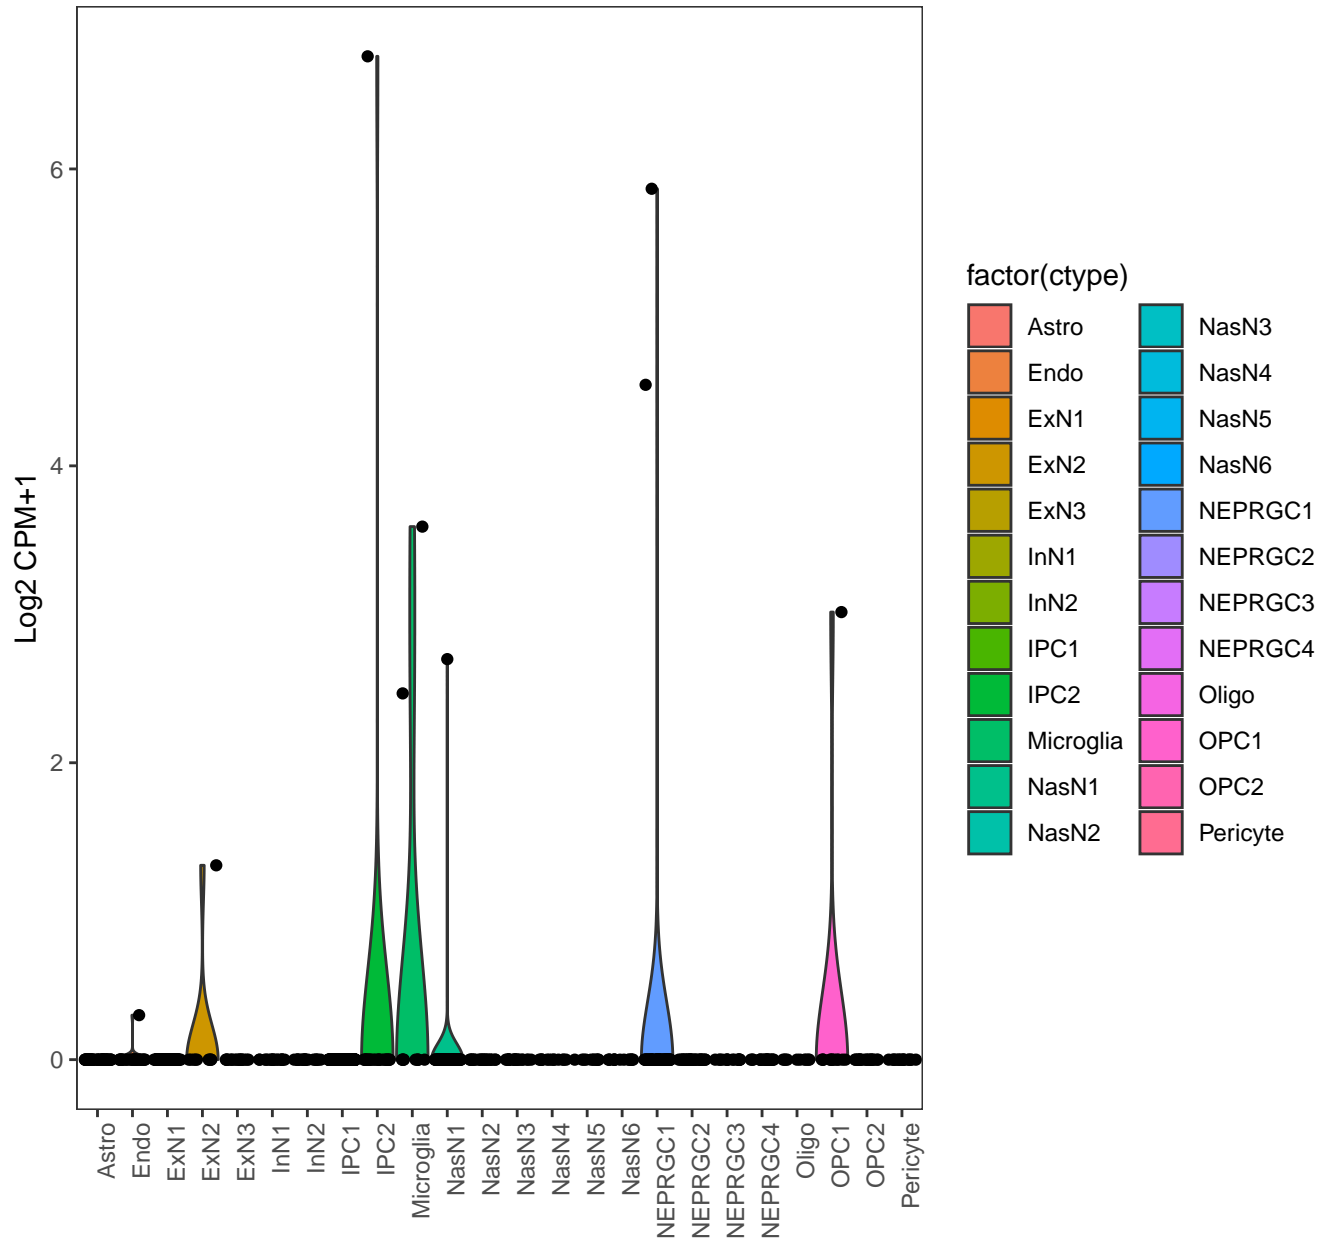 Log2 CPM+1
6
4
2
0
Astro
Endo
ExN1
ExN2
ExN3
InN1
InN2
IPC1
IPC2
Microglia
NasN1
NasN2
NasN3
NasN4
NasN5
NasN6
NEPRGC1
NEPRGC2
NEPRGC3
NEPRGC4
Oligo
OPC1
OPC2
Pericyte
factor(ctype)
Astro
Endo
ExN1
ExN2
ExN3
InN1
InN2
IPC1
IPC2
Microglia
NasN1
NasN2
NasN3
NasN4
NasN5
NasN6
NEPRGC1
NEPRGC2
NEPRGC3
NEPRGC4
Oligo
OPC1
OPC2
Pericyte